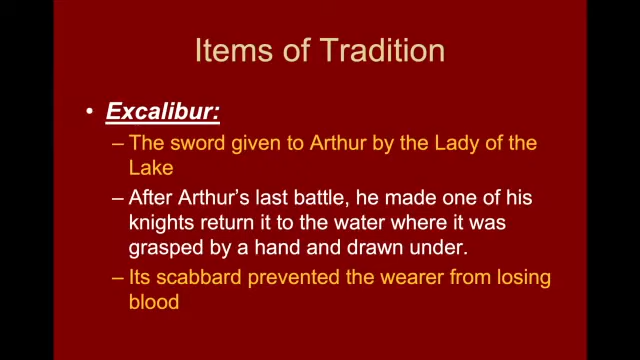 Items of Tradition
• Excalibur:
– The sword given to Arthur by the Lady of the
Lake
– After Arthur's last battle, he made one of his
knights return it to the water where it was
grasped by a hand and drawn under.
– Its scabbard prevented the wearer from losing
blood